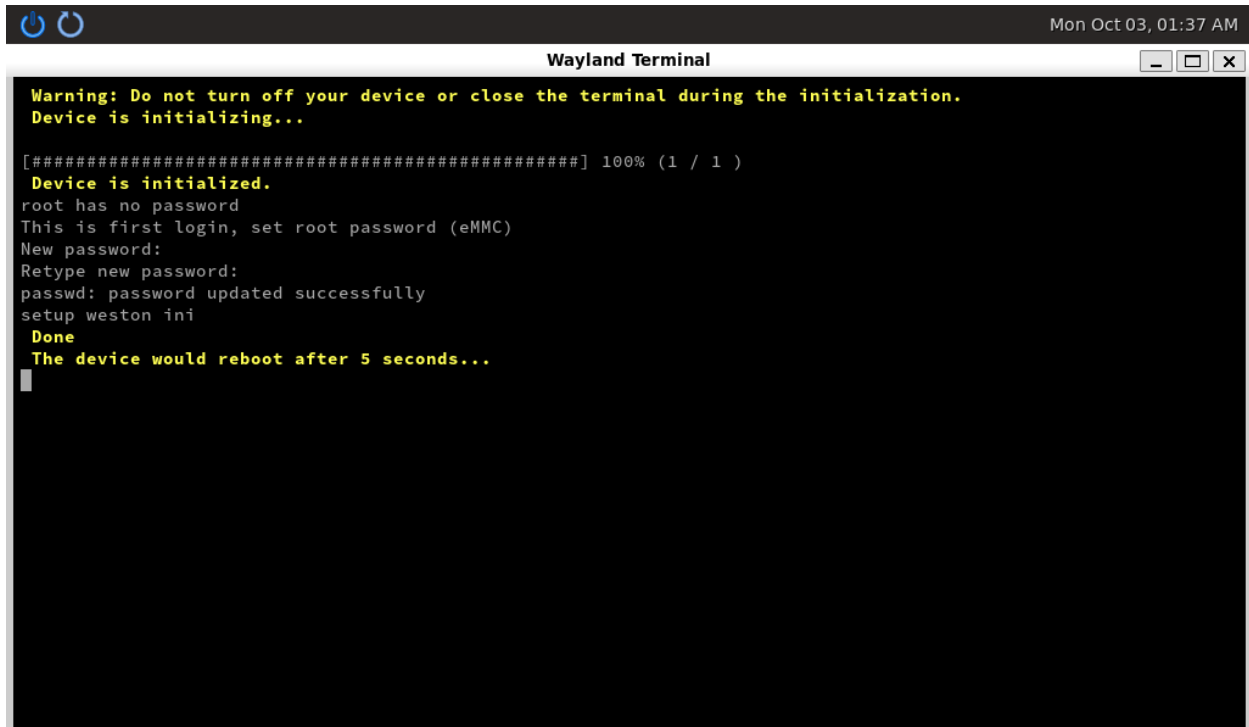 Mon Oct 03, 01:37 AM
Wayland Terminal
Warning: Do not turn off your device or close the terminal during the initialization.
Device is initializing...
[##################################################] 100% (1 / 1 )
Device is initialized.
root has no password
This is first login, set root password (eMMC)
New password:
Retype new password:
passwd: password updated successfully
setup weston ini
Done
The device would reboot after 5 seconds...